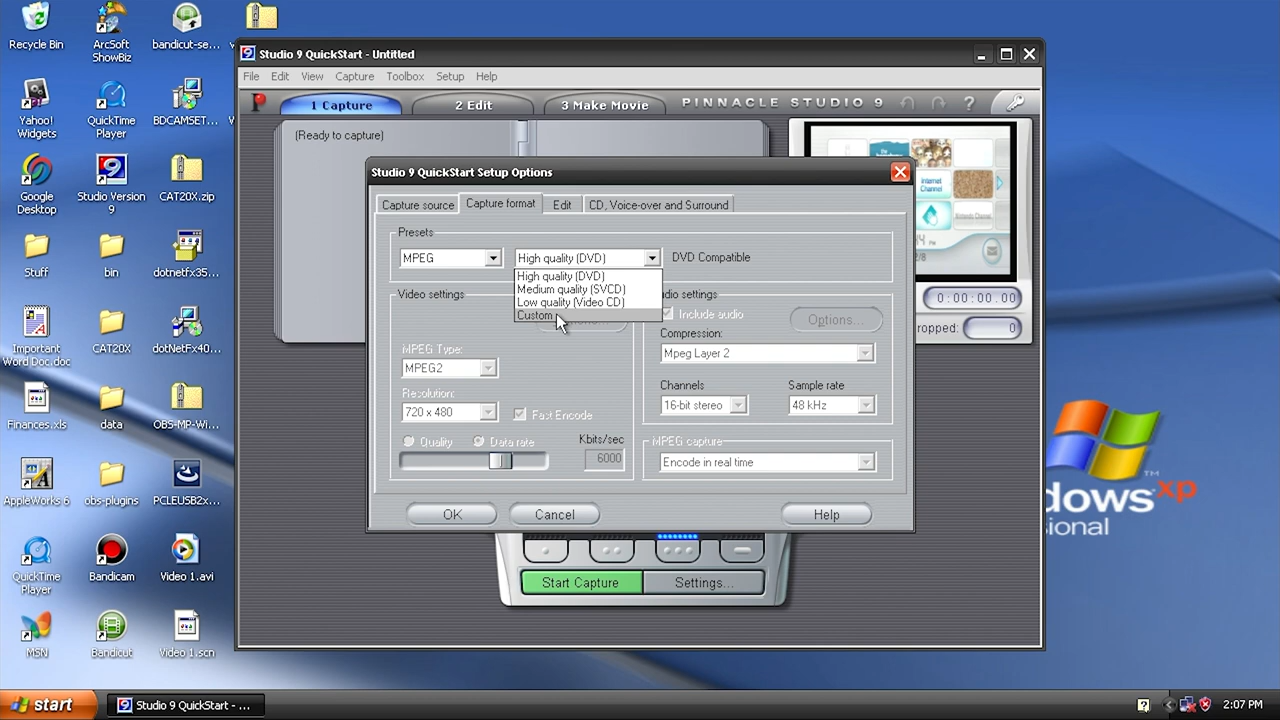 Recycle Bin
ArcSoft
ShowBiz
bandicut-se...
Yahoo!
Widgets
QuickTime
Player
BDCAMSET...
Google
Desktop
Studio Version
9
CAT20X.zip
Stuff
bin
dotnetfx35...
Important
Word Doc.doc
CAT20X
dotNetFx40...
Finances.xls
data
OBS-MP-Wi...
AppleWorks 6
obs-plugins
PCLEUSB2x...
QuickTime
Player
Bandicam
Video 1.avi
MSN
Bandicut
Video 1.scn
Studio 9 QuickStart - Untitled
File Edit View Capture Toolbox Setup Help
1 Capture
2 Edit
3 Make Movie
PINNACLE STUDIO 9
?
(Ready to capture)
Internet
Channel
0:00:00.00
ropped: 0
Studio 9 QuickStart Setup Options
Capture source
Capture format
Edit
CD, Voice-over and Surround
Presets
MPEG
High quality (DVD)
DVD Compatible
High quality (DVD)
Medium quality (SVCD)
Low quality (Video CD)
Custom
Video settings
MPEG Type:
MPEG2
Resolution:
720 x 480
Fast Encode
Quality
Data rate
Kbits/sec
6000
udio settings
Include audio
Options...
Compression:
Mpeg Layer 2
Channels
16-bit stereo
Sample rate
48 kHz
MPEG capture
Encode in real time
OK
Cancel
Help
Start Capture
Settings...
dows xp
sional
start
Studio 9 QuickStart - ...
2:07 PM